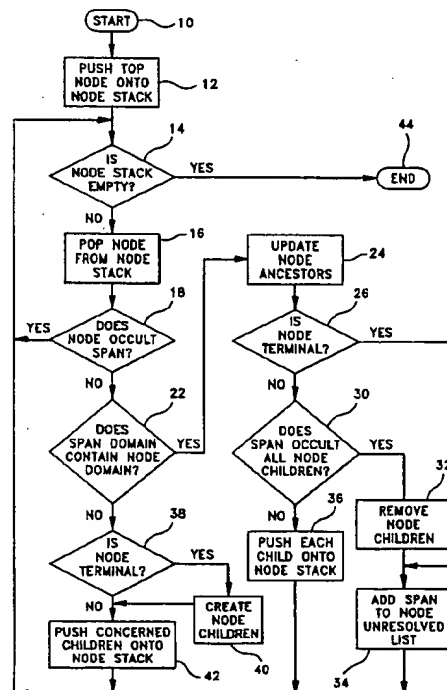 START
10
PUSH TOP
NODE ONTO
NODE STACK
12
14
IS
NODE STACK
EMPTY?
YES
44
END
NO
16
POP NODE
FROM NODE
STACK
UPDATE
NODE
ANCESTORS
24
18
YES
DOES
NODE OCCULT
SPAN?
26
IS
NODE
TERMINAL?
YES
NO
NO
22
DOES
SPAN DOMAIN
CONTAIN NODE
DOMAIN?
YES
30
DOES
SPAN OCCULT
ALL NODE
CHILDREN?
YES
32
REMOVE
NODE
CHILDREN
NO
38
NO
36
IS
NODE
TERMINAL?
YES
PUSH EACH
CHILD ONTO
NODE STACK
NO
CREATE
NODE
CHILDREN
40
ADD SPAN
TO NODE
UNRESOLVED
LIST
34
PUSH CONCERNED
CHILDREN ONTO
NODE STACK
42